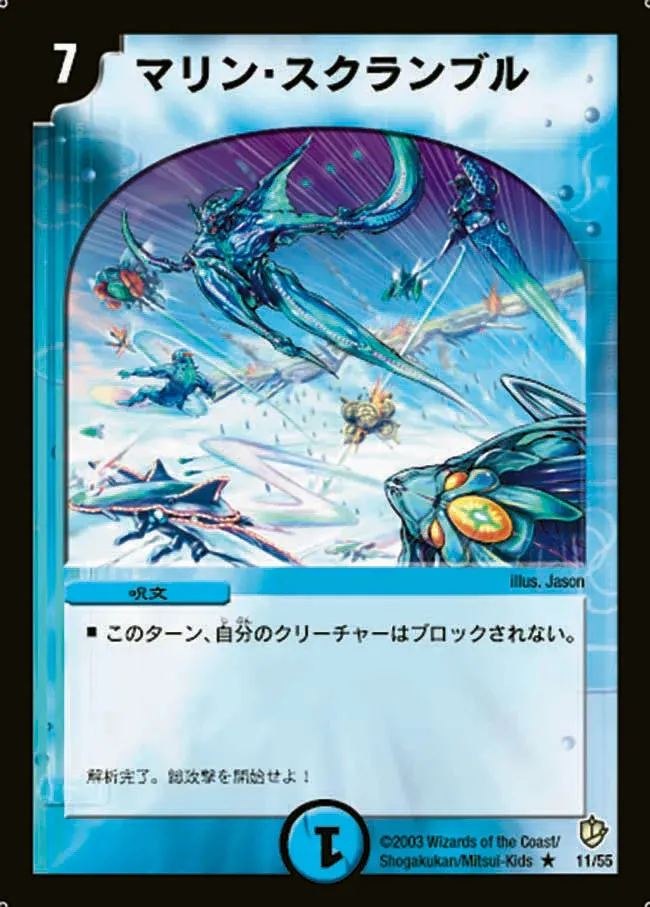 7
マリン・スクランブル
illus. Jason
呪文
■ このターン、自分のクリーチャーはブロックされない。
解析完了。総攻撃を開始せよ！
1
©2003 Wizards of the Coast/
Shogakukan/Mitsui-Kids ★ 11/55